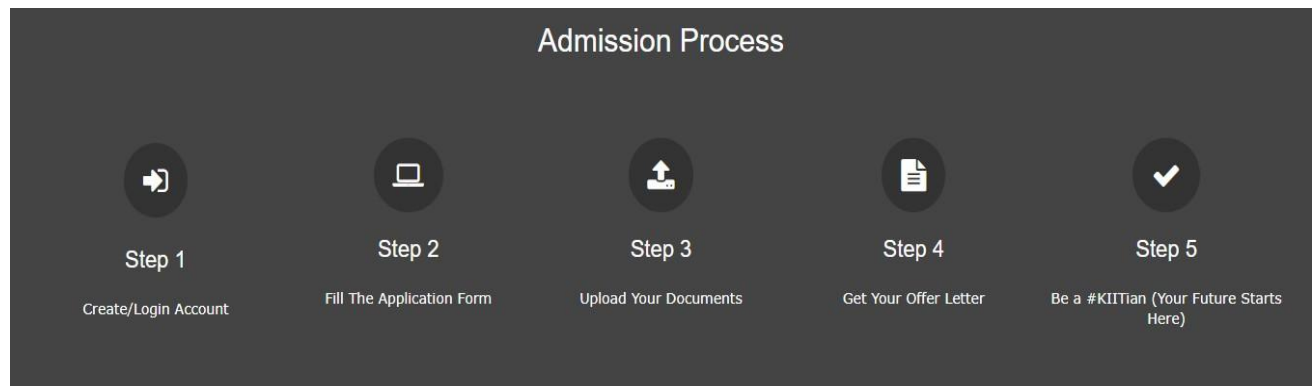 Admission Process
Step 1
Create/Login Account
Step 2
Fill The Application Form
Step 3
Upload Your Documents
Step 4
Get Your Offer Letter
Step 5
Be a #KIITian (Your Future Starts
Here)